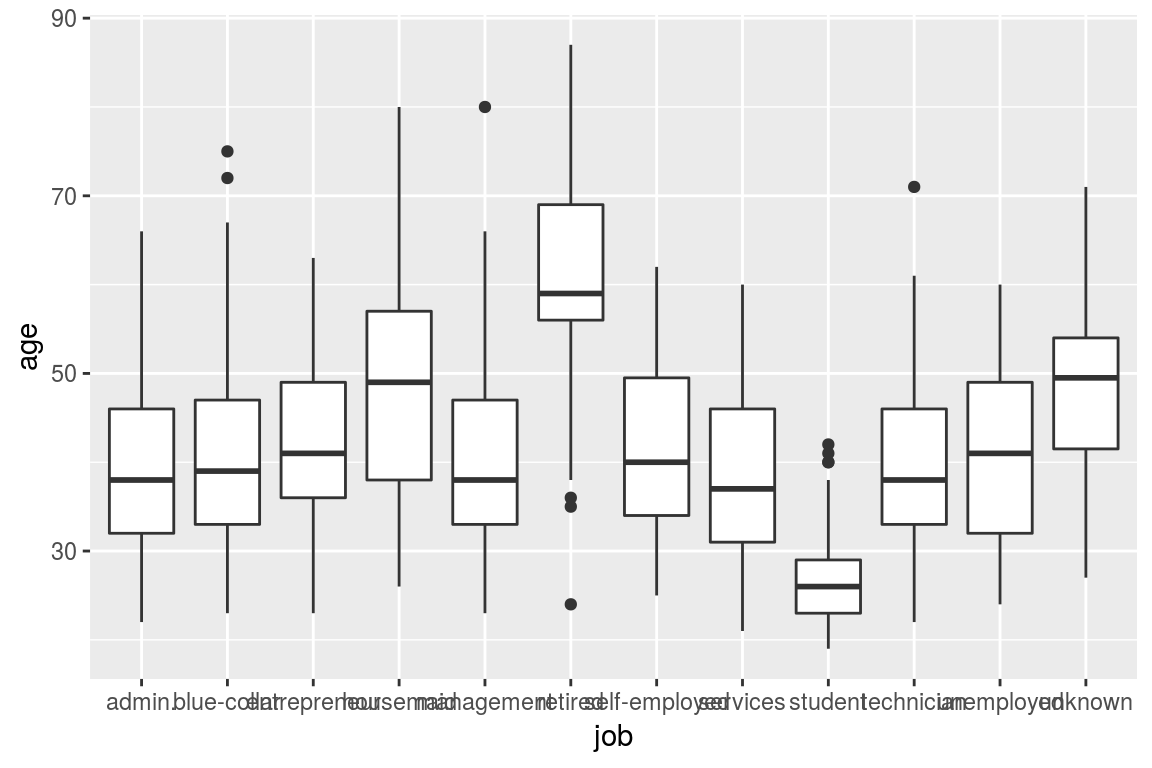 90
70
50
30
age
admin. blue-collar entrepreneur housemaid management retired self-employed services student technician unemployed unknown
job